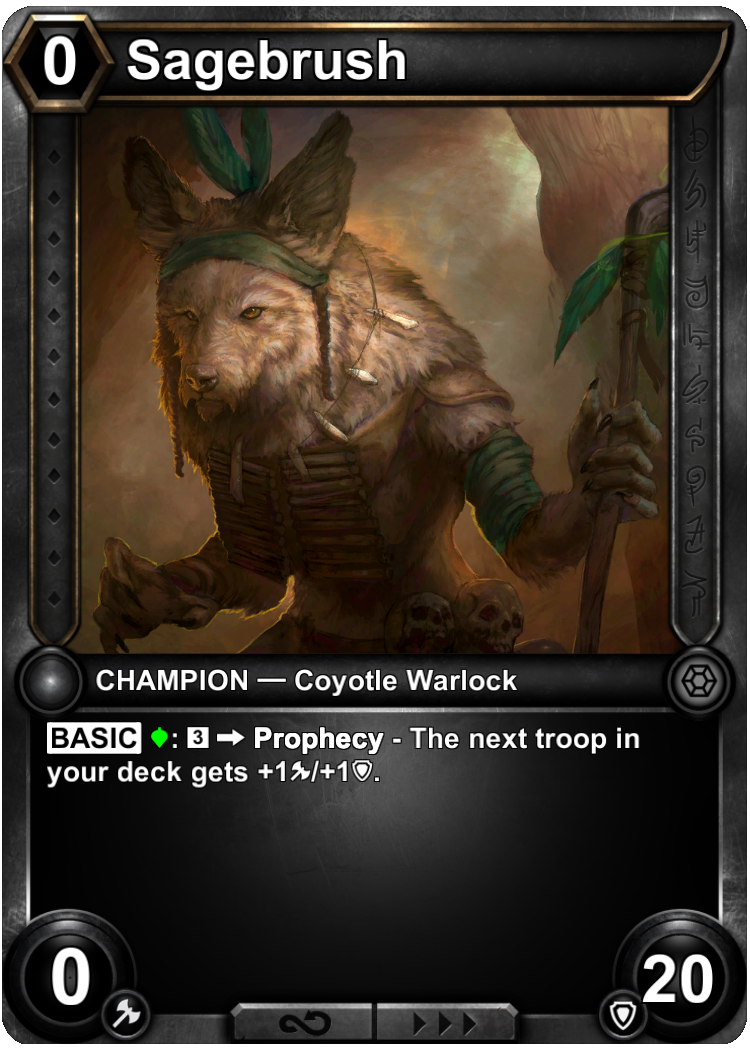 0 Sagebrush
CHAMPION — Coyotle Warlock
BASIC : 3 → Prophecy - The next troop in
your deck gets +1/+1.
0 20